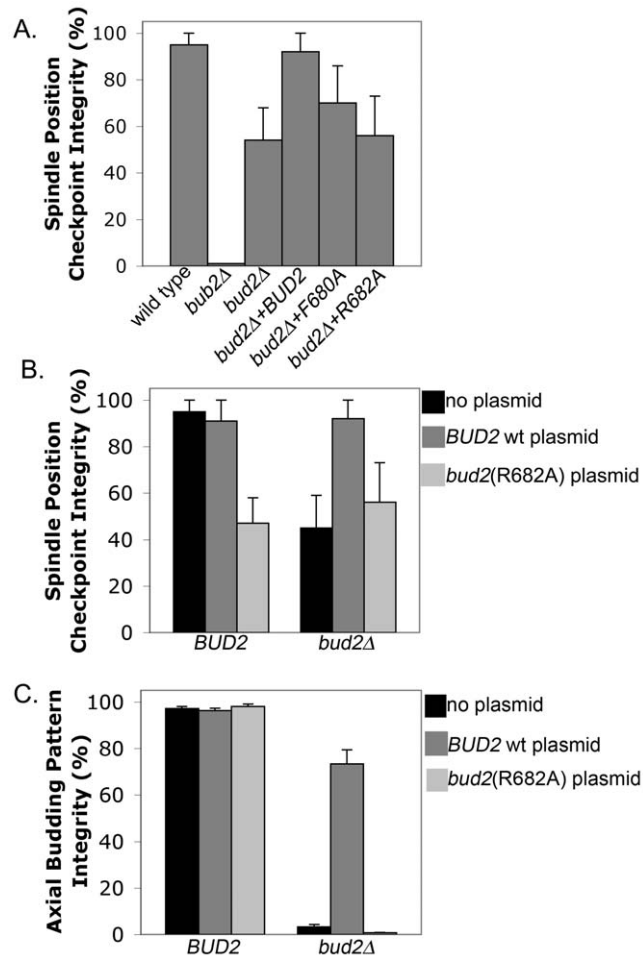 A.
Spindle Position
Checkpoint Integrity (%)
100
80
60
40
20
0
wild type
bub2Δ
bud2Δ
bud2Δ+BUD2
bud2Δ+F680A
bud2Δ+R682A
B.
Spindle Position
Checkpoint Integrity (%)
100
80
60
40
20
0
BUD2
bud2Δ
no plasmid
BUD2 wt plasmid
bud2(R682A) plasmid
C.
Axial Budding Pattern
Integrity (%)
100
80
60
40
20
0
BUD2
bud2Δ
no plasmid
BUD2 wt plasmid
bud2(R682A) plasmid